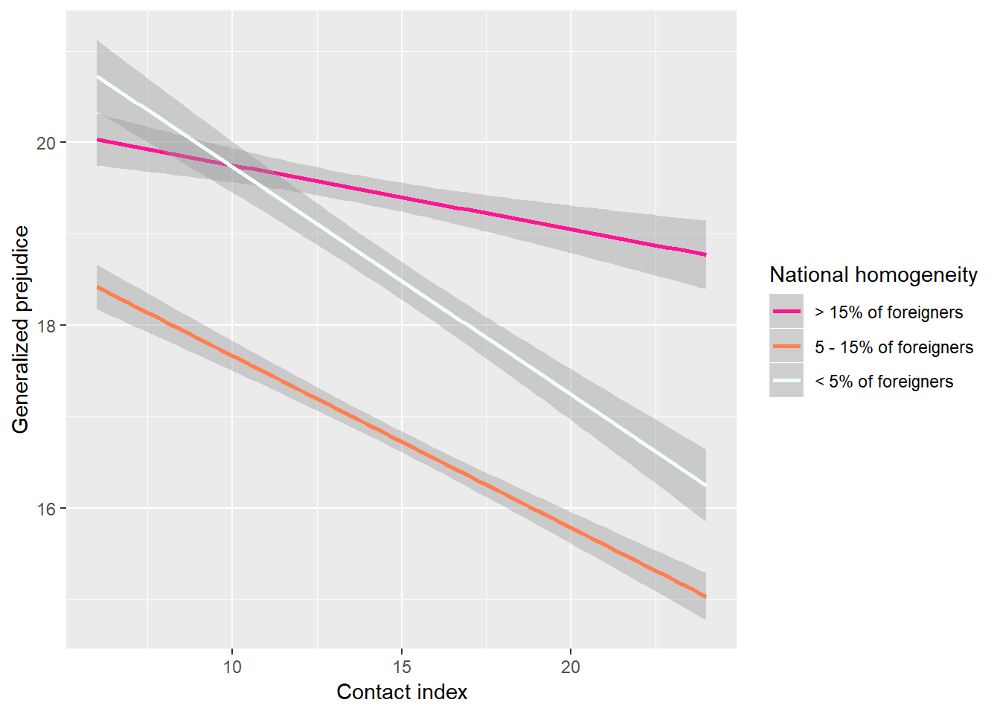 20
18
16
10 15 20
Contact index
Generalized prejudice
National homogeneity
> 15% of foreigners
5 - 15% of foreigners
< 5% of foreigners